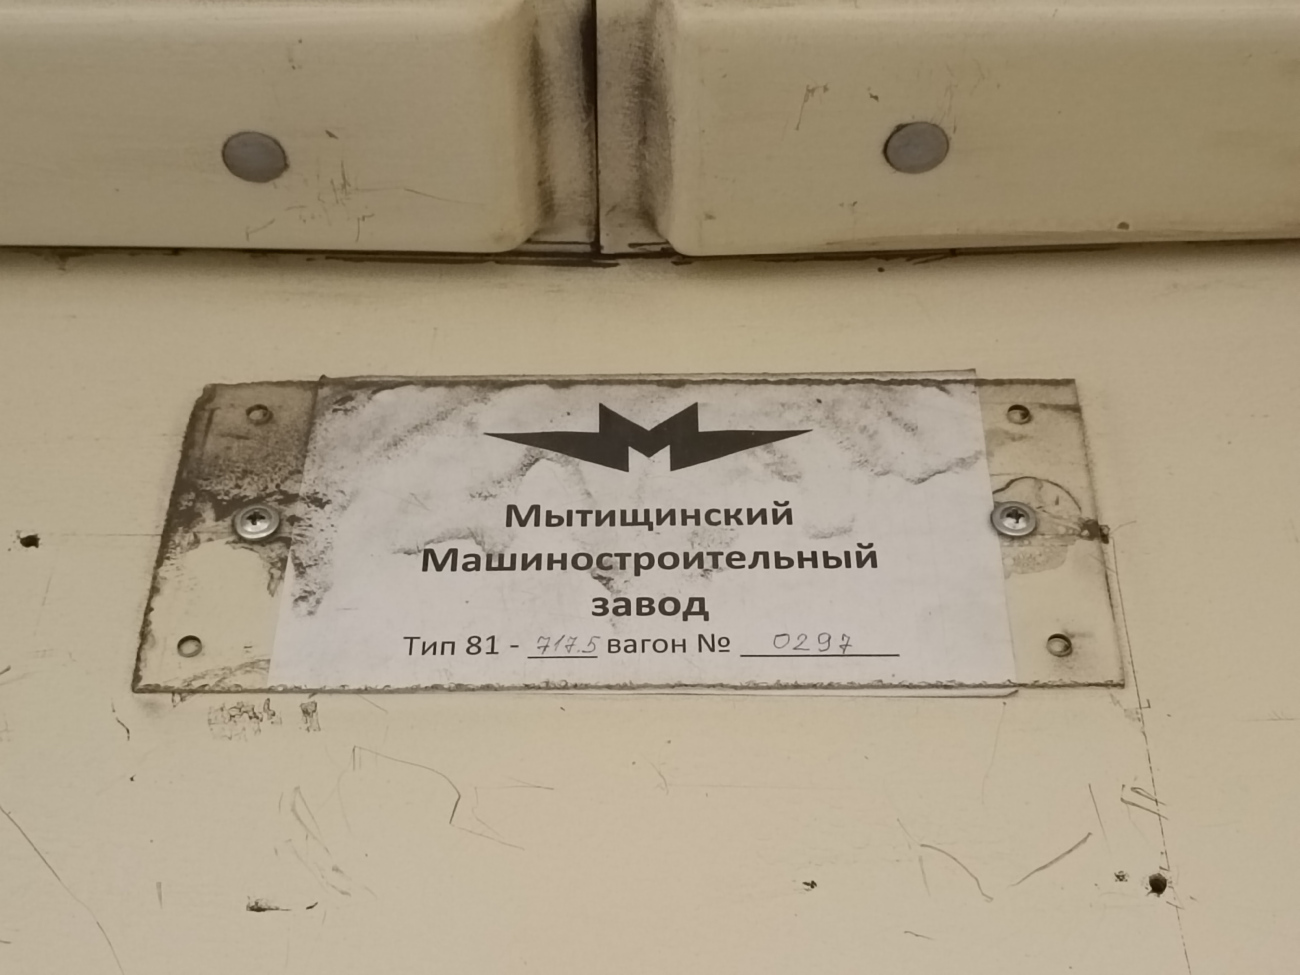 Мытищинский
Машиностроительный
завод
Тип 81 - 717.5 вагон № 0297